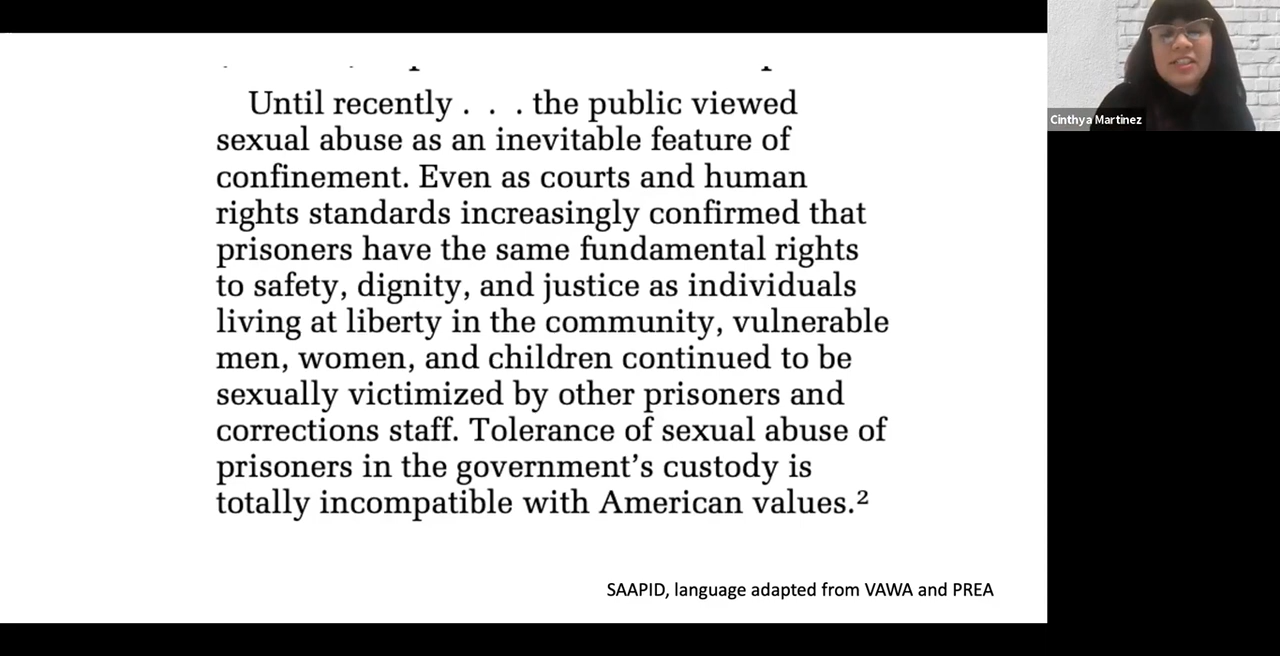 Until recently . . . the public viewed
sexual abuse as an inevitable feature of
confinement. Even as courts and human
rights standards increasingly confirmed that
prisoners have the same fundamental rights
to safety, dignity, and justice as individuals
living at liberty in the community, vulnerable
men, women, and children continued to be
sexually victimized by other prisoners and
corrections staff. Tolerance of sexual abuse of
prisoners in the government’s custody is
totally incompatible with American values.²
SAAPID, language adapted from VAWA and PREA
Cinthya Martinez